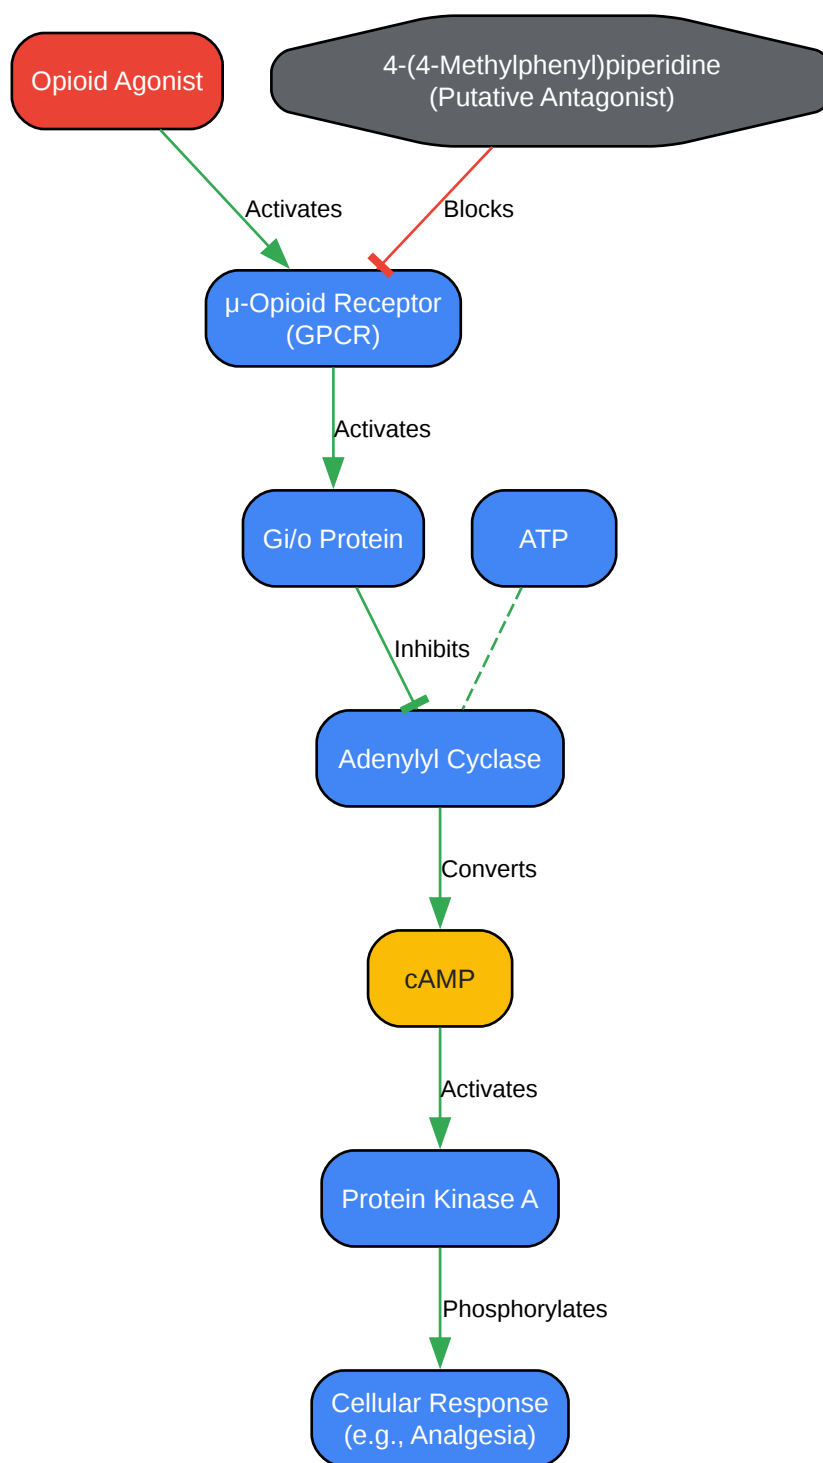 Opioid Agonist
4-(4-Methylphenyl)piperidine
(Putative Antagonist)
Activates
Blocks
μ-Opioid Receptor
(GPCR)
Activates
Gi/o Protein
ATP
Inhibits
Adenylyl Cyclase
Converts
cAMP
Activates
Protein Kinase A
Phosphorylates
Cellular Response
(e.g., Analgesia)